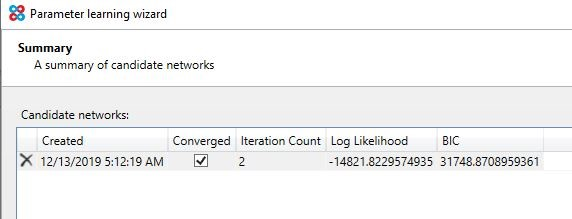 Parameter learning wizard
Summary
A summary of candidate networks
Candidate networks:
Created Converged Iteration Count Log Likelihood BIC
12/13/2019 5:12:19 AM 2 -14821.8229574935 31748.8708959361